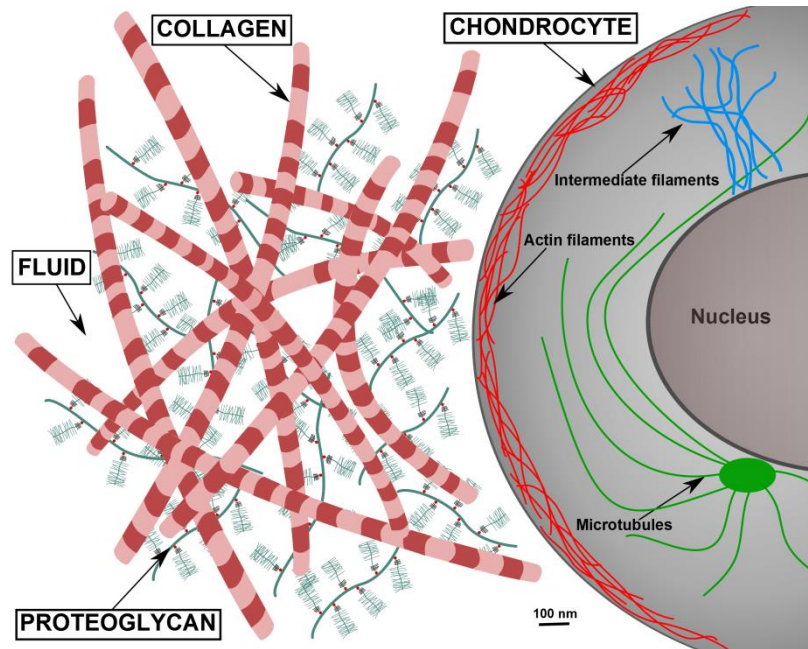 COLLAGEN
CHONDROCYTE
Intermediate filaments
Actin filaments
FLUID
Nucleus
Microtubules
PROTEOGLYCAN
100 nm